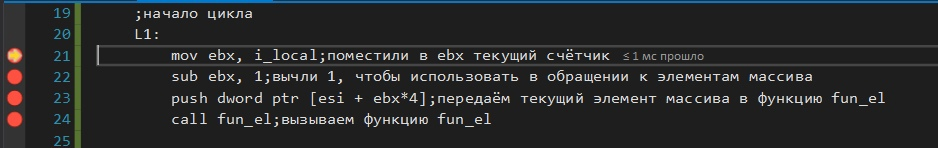 19 ;начало цикла
20 L1:
21 mov ebx, i_local;поместили в ebx текущий счётчик ≤ 1 мс прошло
22 sub ebx, 1;вычли 1, чтобы использовать в обращении к элементам массива
23 push dword ptr [esi + ebx*4];передаём текущий элемент массива в функцию fun_el
24 call fun_el;вызываем функцию fun_el
25